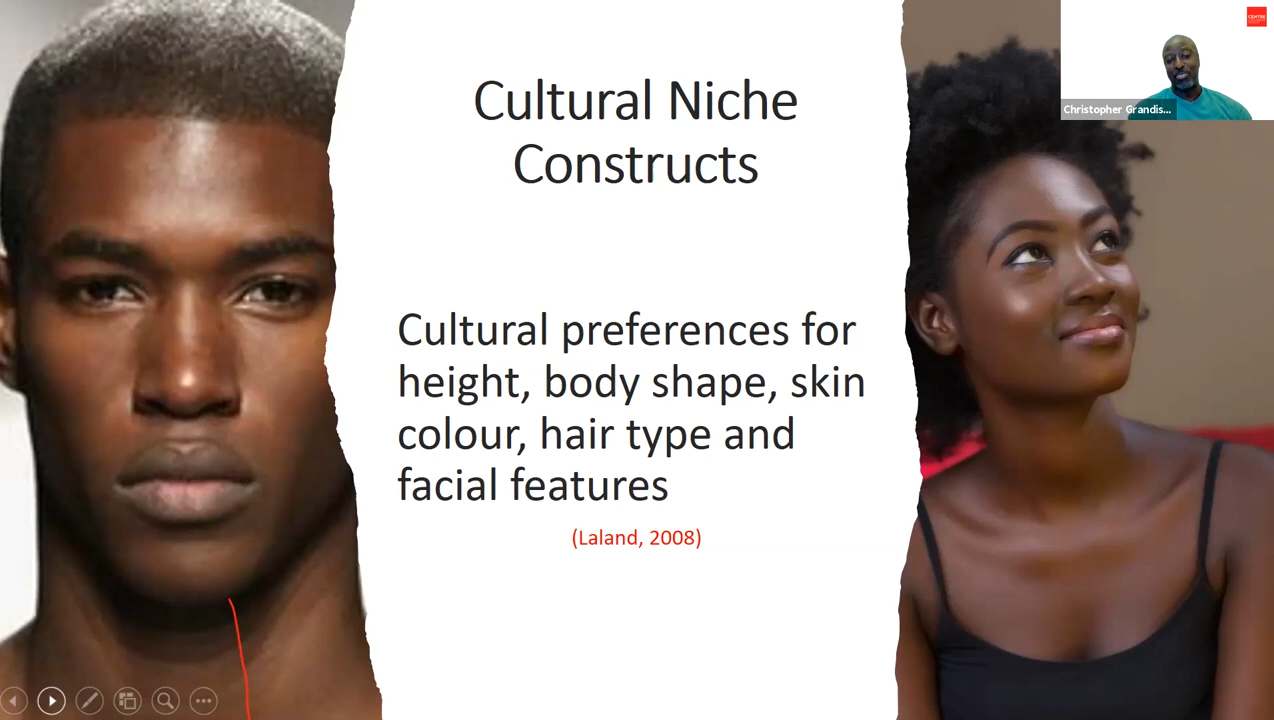 Cultural Niche
Constructs
Cultural preferences for
height, body shape, skin
colour, hair type and
facial features
(Laland, 2008)
Christopher Grandis...
CENTRE